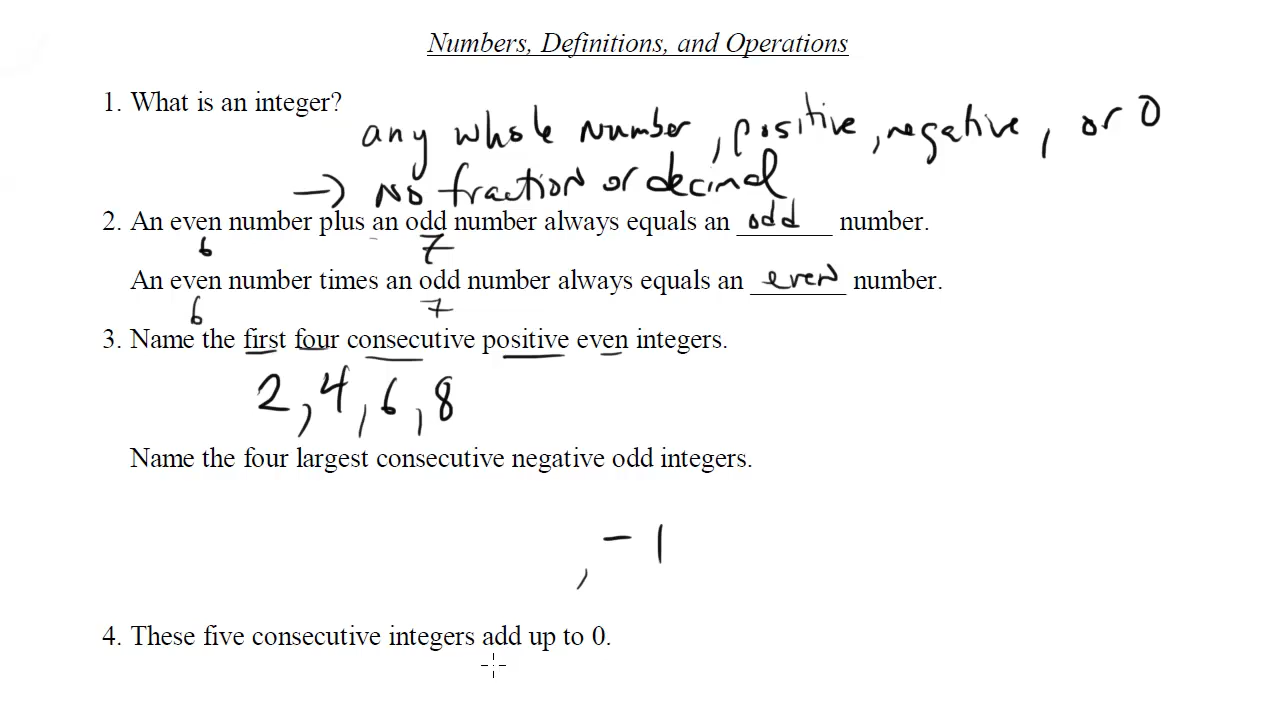 Numbers, Definitions, and Operations
1. What is an integer?
any whole number, positive, negative, or 0
→ No fraction or decimal
2. An even number plus an odd number always equals an odd number.
6 7
An even number times an odd number always equals an even number.
6 7
3. Name the first four consecutive positive even integers.
2, 4, 6, 8
Name the four largest consecutive negative odd integers.
, -1
4. These five consecutive integers add up to 0.